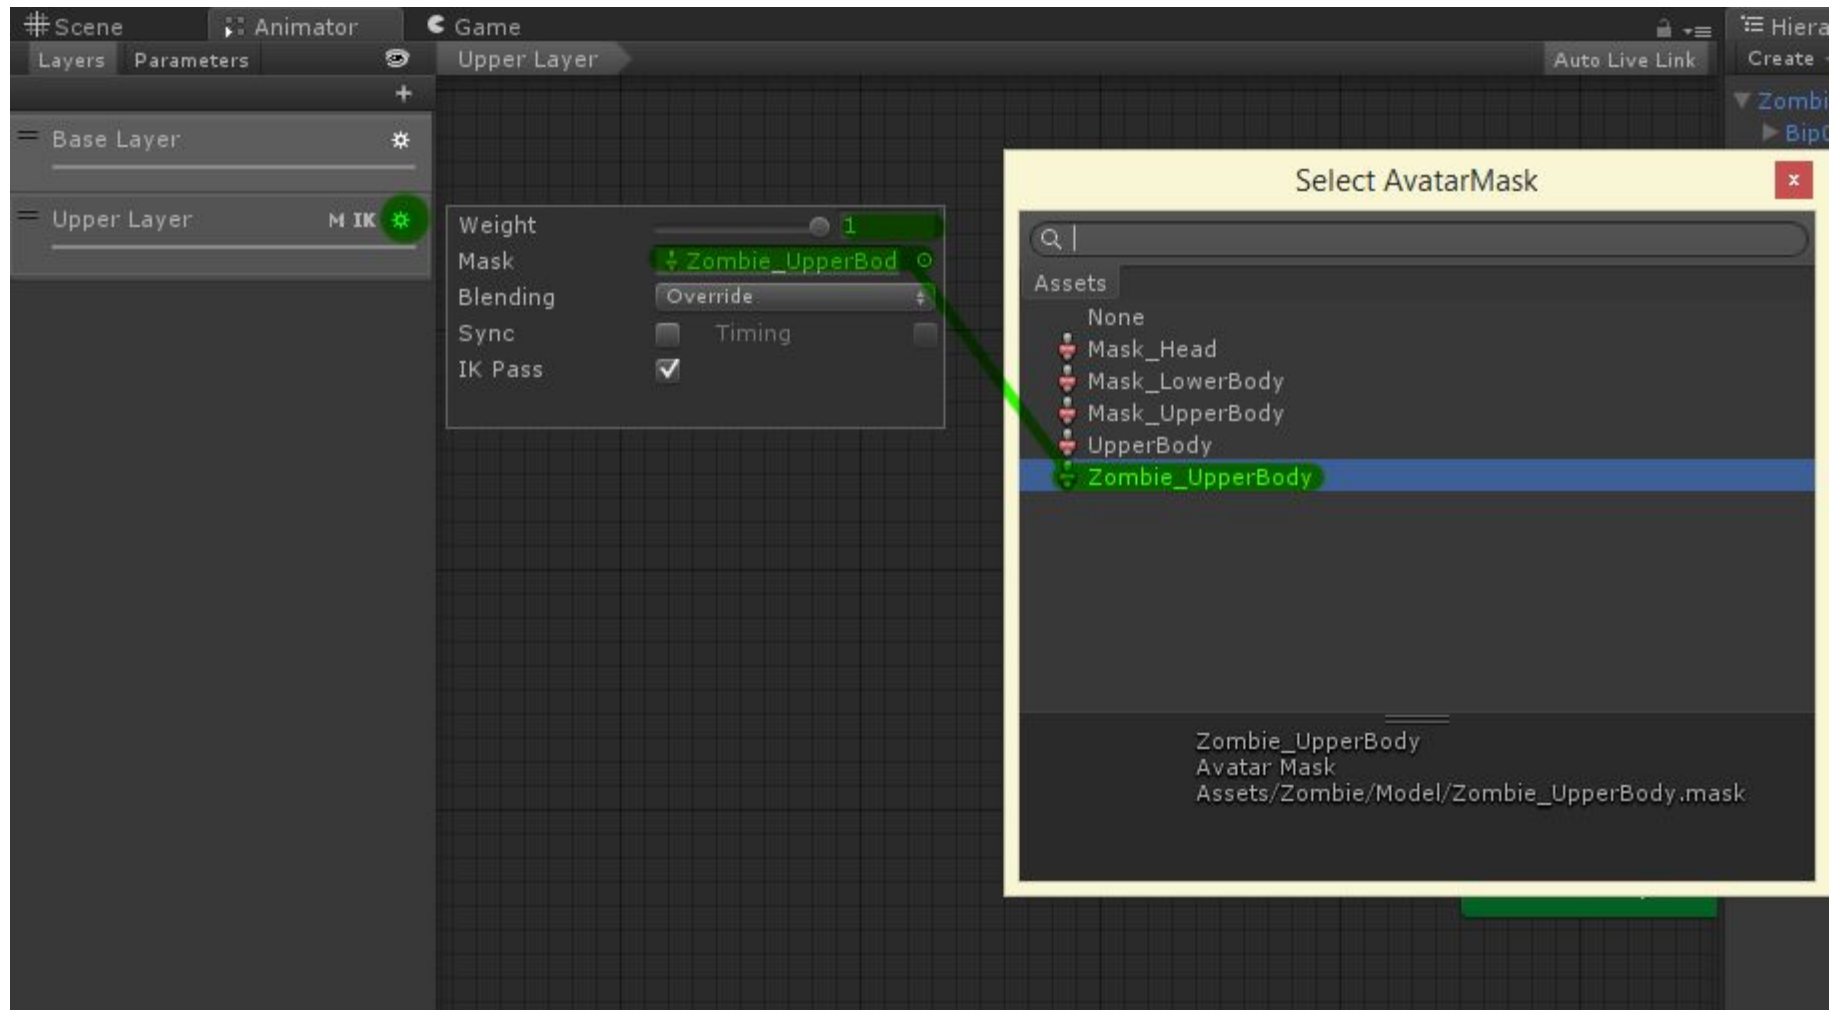 Scene Animator Game Hiera
Layers Parameters Upper Layer Auto Live Link Create
Zombi
Base Layer
Upper Layer M IK
Weight 1
Mask Zombie_UpperBod
Blending Override
Sync Timing
IK Pass
Select AvatarMask
Assets
None
Mask_Head
Mask_LowerBody
Mask_UpperBody
UpperBody
Zombie_UpperBody
Zombie_UpperBody
Avatar Mask
Assets/Zombie/Model/Zombie_UpperBody.mask